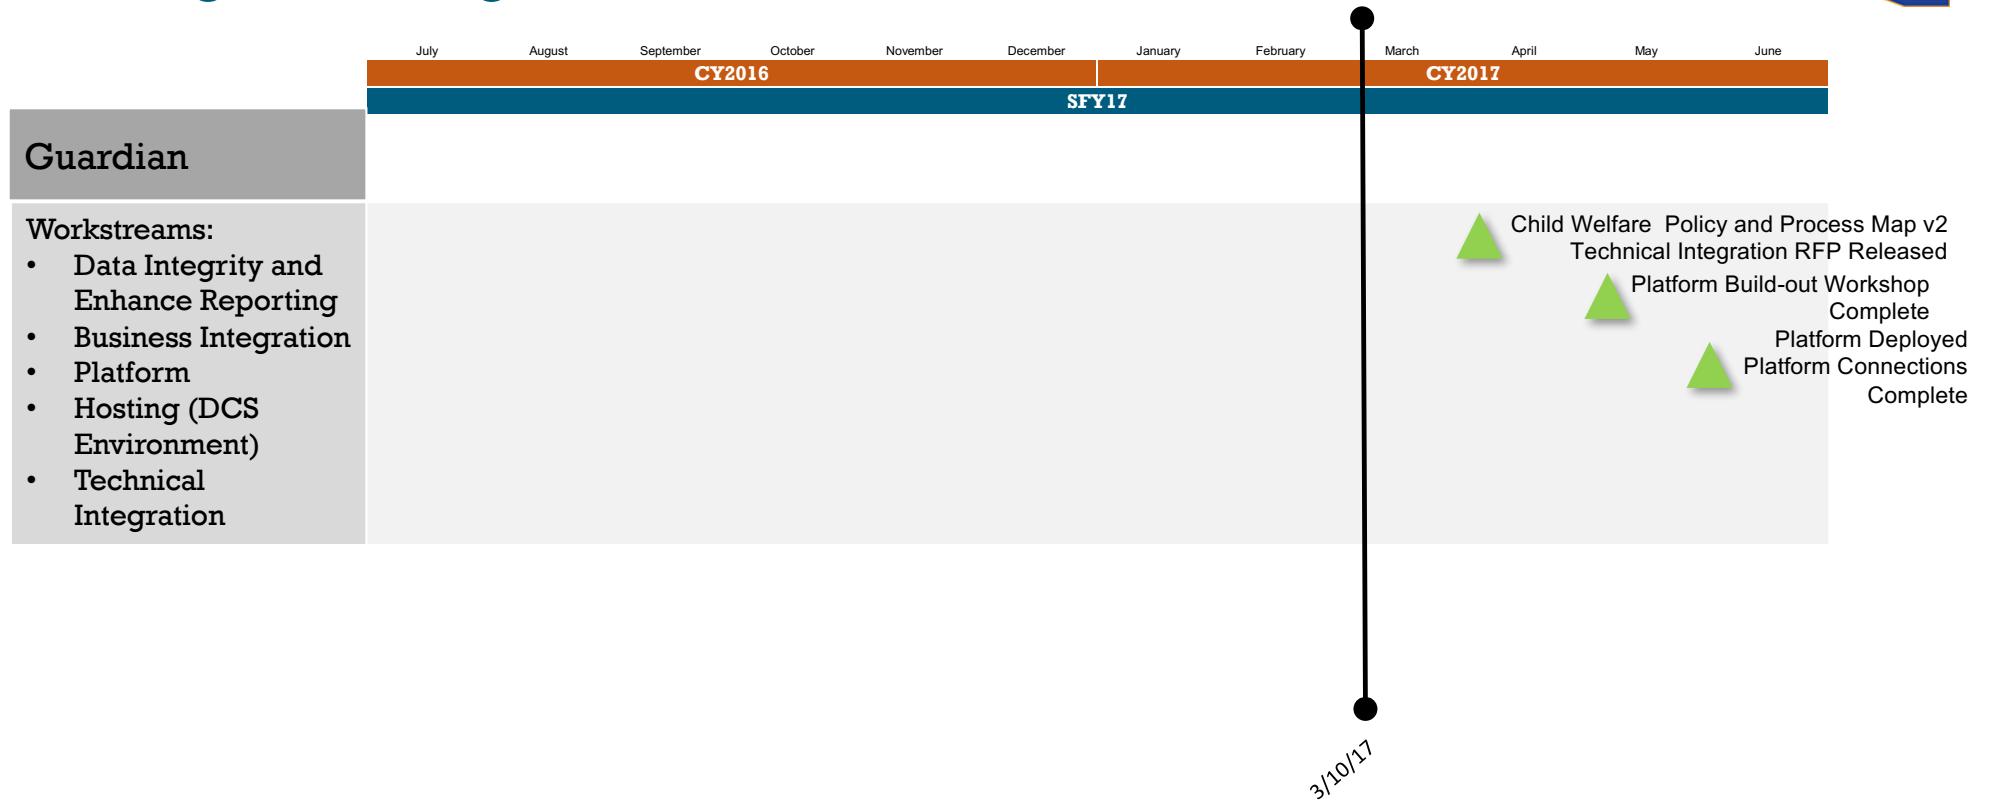 July August September October November December January February March April May June
CY2016 CY2017
SFY17
Guardian
Workstreams:
• Data Integrity and
Enhance Reporting
• Business Integration
• Platform
• Hosting (DCS
Environment)
• Technical
Integration
Child Welfare  Policy and Process Map v2
Technical Integration RFP Released
Platform Build-out Workshop
Complete
Platform Deployed
Platform Connections
Complete
3/10/17